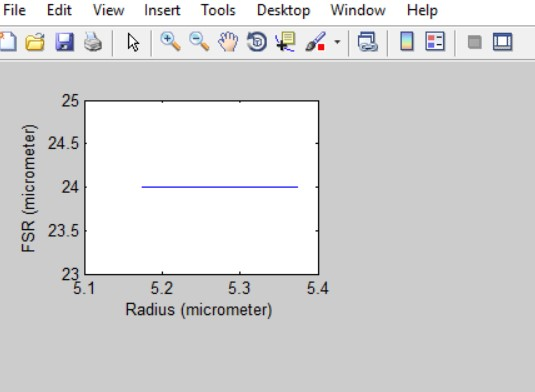 File Edit View Insert Tools Desktop Window Help
25
24.5
24
23.5
23
FSR (micrometer)
5.1 5.2 5.3 5.4
Radius (micrometer)